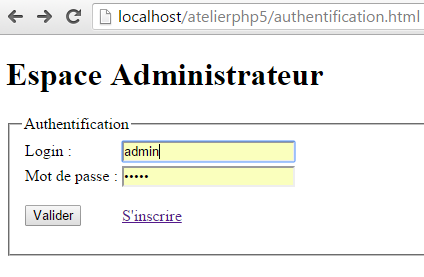 localhost/atelierphp5/authentification.html
Espace Administrateur
Authentification
Login : admin
Mot de passe : •••••
Valider S'inscrire